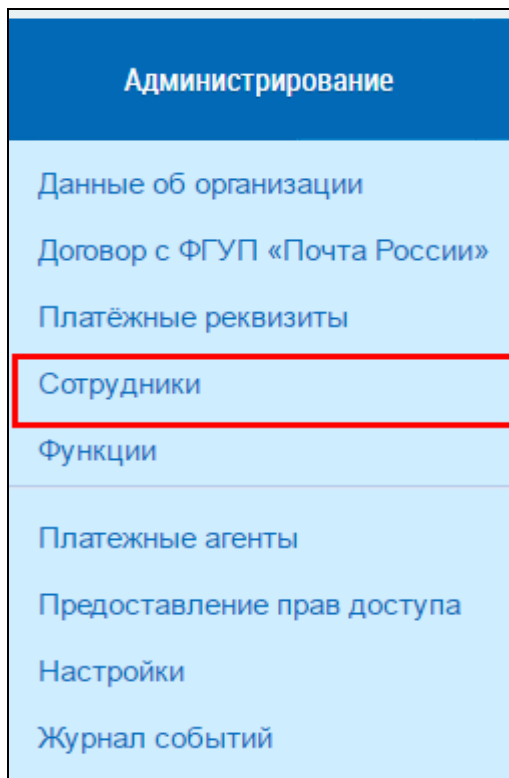 Администрирование
Данные об организации
Договор с ФГУП «Почта России»
Платёжные реквизиты
Сотрудники
Функции
Платежные агенты
Предоставление прав доступа
Настройки
Журнал событий